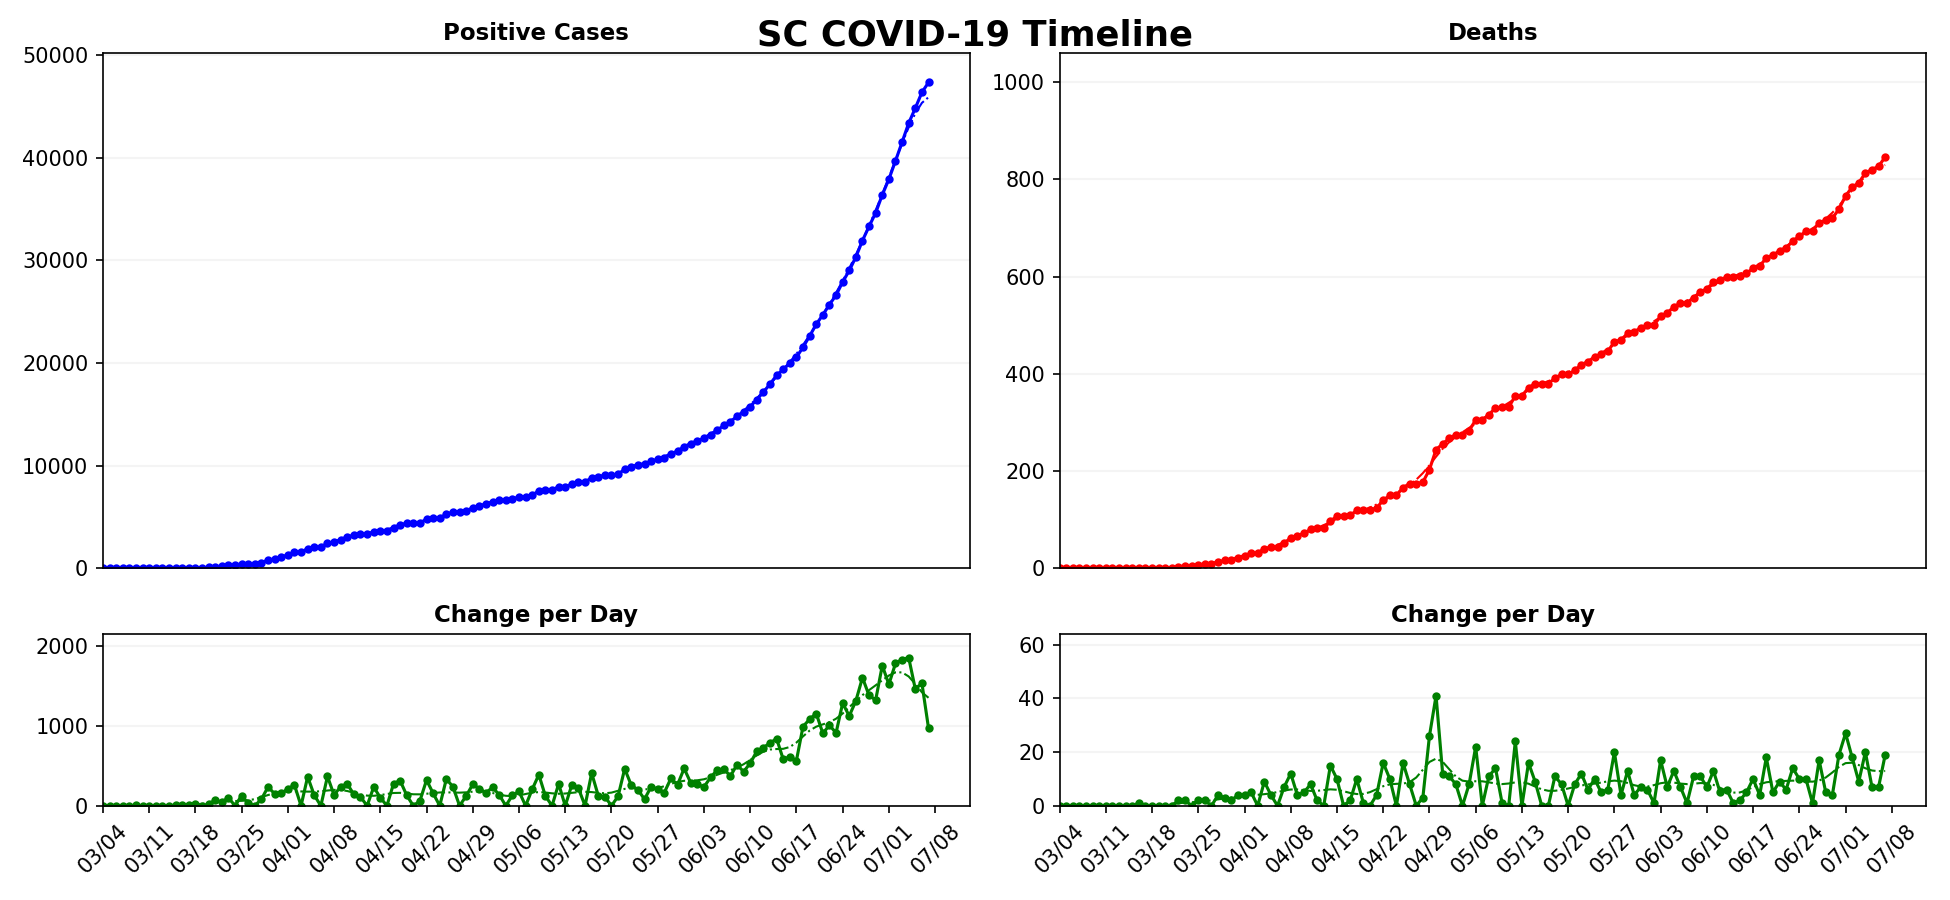 SC COVID-19 Timeline
Positive Cases
50000
40000
30000
20000
10000
0
Deaths
1000
800
600
400
200
0
Change per Day
2000
1000
0
03/04 03/11 03/18 03/25 04/01 04/08 04/15 04/22 04/29 05/06 05/13 05/20 05/27 06/03 06/10 06/17 06/24 07/01 07/08
Change per Day
60
40
20
0
03/04 03/11 03/18 03/25 04/01 04/08 04/15 04/22 04/29 05/06 05/13 05/20 05/27 06/03 06/10 06/17 06/24 07/01 07/08